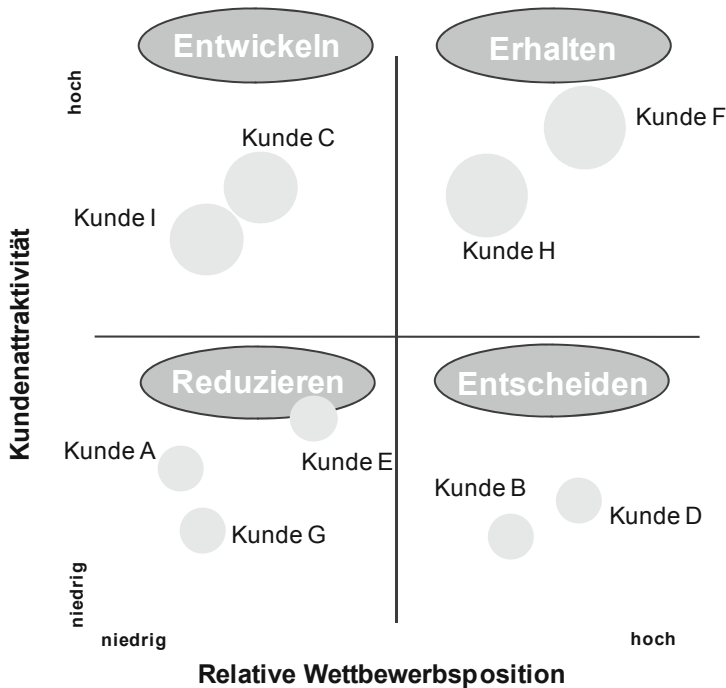 Entwickeln
Erhalten
hoch
Kunde F
Kunde C
Kunde I
Kunde H
Kundenattraktivität
Reduzieren
Entscheiden
Kunde A
Kunde E
Kunde B
Kunde D
Kunde G
niedrig
niedrig
hoch
Relative Wettbewerbsposition